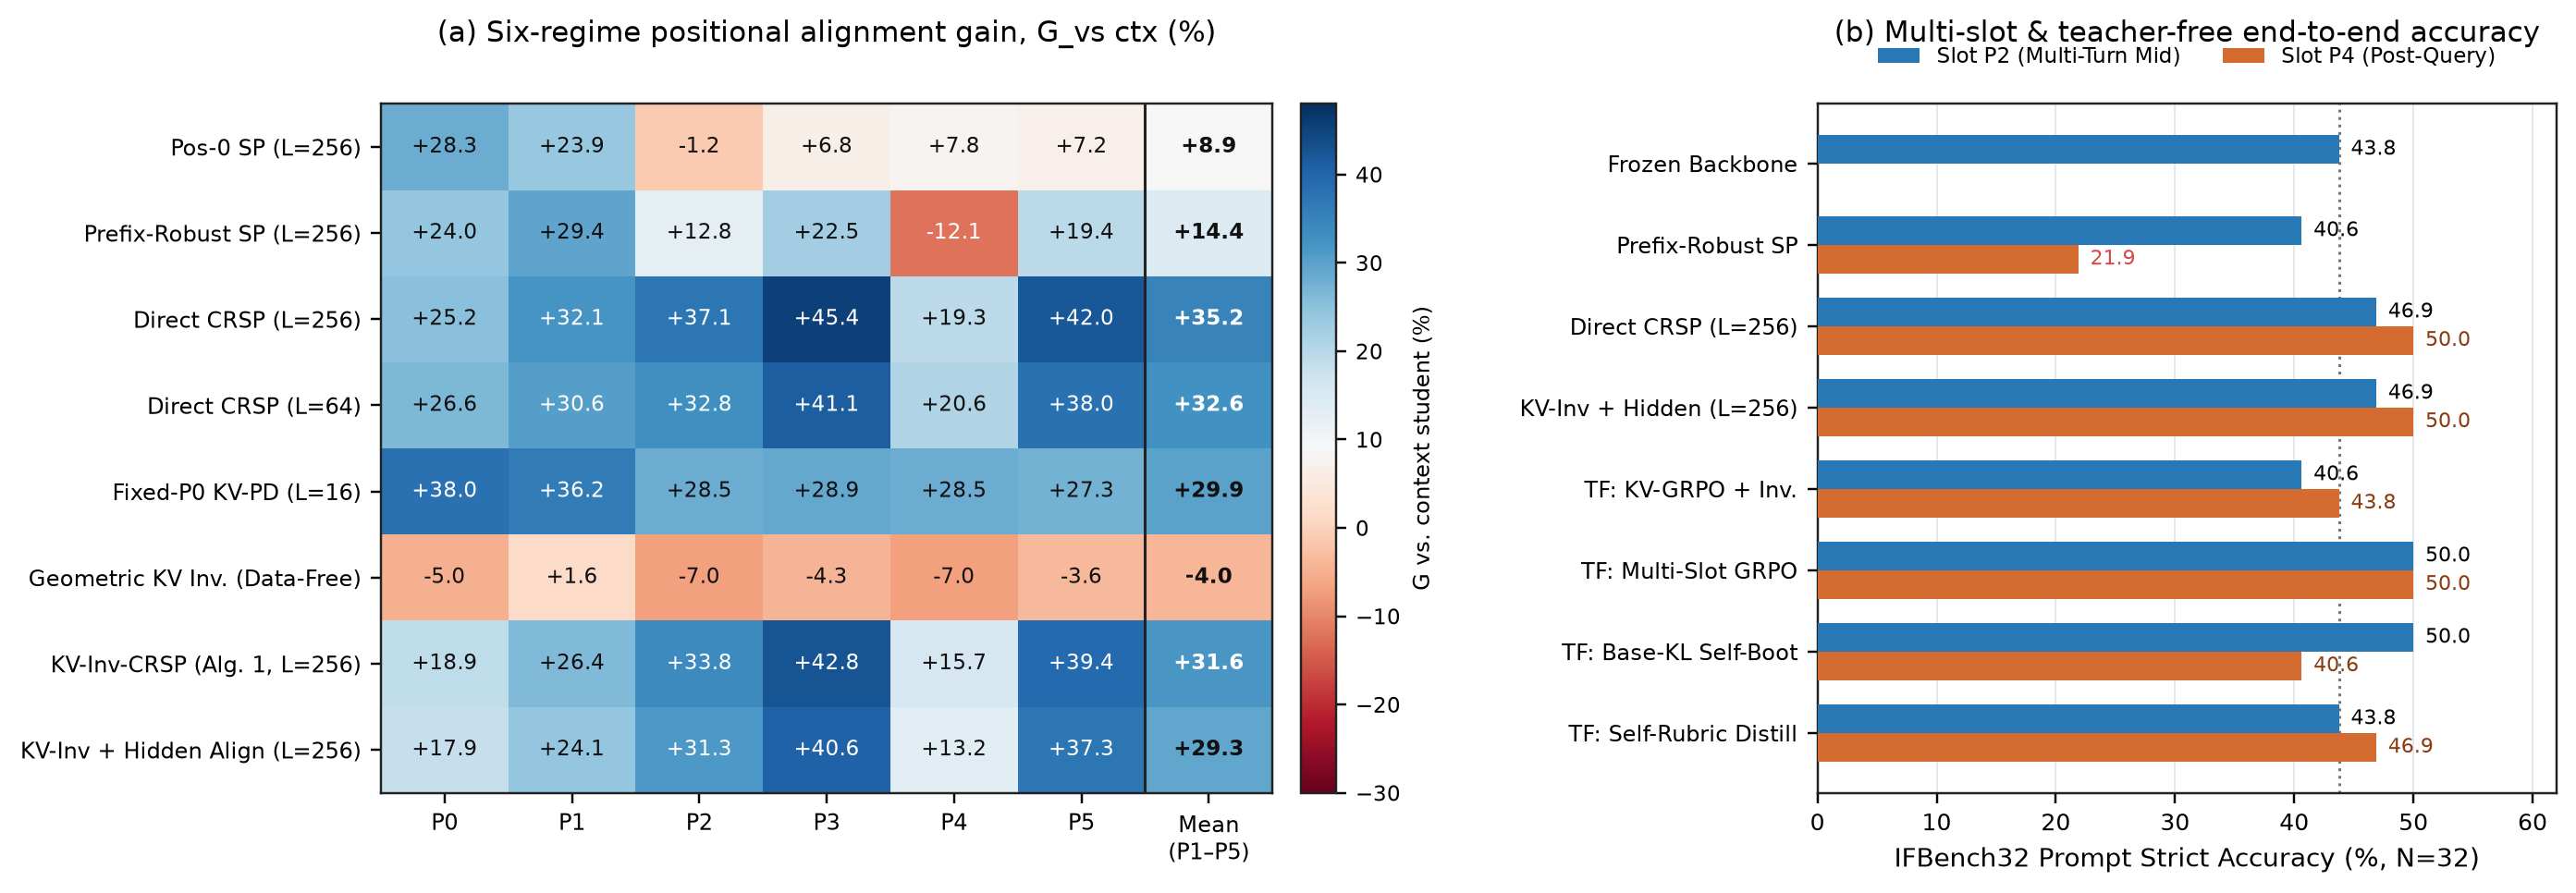 (a) Six-regime positional alignment gain, G_vs ctx (%)
Pos-0 SP (L=256) +28.3 +23.9 -1.2 +6.8 +7.8 +7.2 +8.9
Prefix-Robust SP (L=256) +24.0 +29.4 +12.8 +22.5 -12.1 +19.4 +14.4
Direct CRSP (L=256) +25.2 +32.1 +37.1 +45.4 +19.3 +42.0 +35.2
Direct CRSP (L=64) +26.6 +30.6 +32.8 +41.1 +20.6 +38.0 +32.6
Fixed-P0 KV-PD (L=16) +38.0 +36.2 +28.5 +28.9 +28.5 +27.3 +29.9
Geometric KV Inv. (Data-Free) -5.0 +1.6 -7.0 -4.3 -7.0 -3.6 -4.0
KV-Inv-CRSP (Alg. 1, L=256) +18.9 +26.4 +33.8 +42.8 +15.7 +39.4 +31.6
KV-Inv + Hidden Align (L=256) +17.9 +24.1 +31.3 +40.6 +13.2 +37.3 +29.3
P0 P1 P2 P3 P4 P5 Mean
(P1–P5)
40
30
20
10
0
−10
−20
−30
G vs. context student (%)
(b) Multi-slot & teacher-free end-to-end accuracy
Slot P2 (Multi-Turn Mid) Slot P4 (Post-Query)
Frozen Backbone 43.8
Prefix-Robust SP 40.6
21.9
Direct CRSP (L=256) 46.9
50.0
KV-Inv + Hidden (L=256) 46.9
50.0
TF: KV-GRPO + Inv. 40.6
43.8
TF: Multi-Slot GRPO 50.0
50.0
TF: Base-KL Self-Boot 50.0
40.6
TF: Self-Rubric Distill 43.8
46.9
0 10 20 30 40 50 60
IFBench32 Prompt Strict Accuracy (%, N=32)